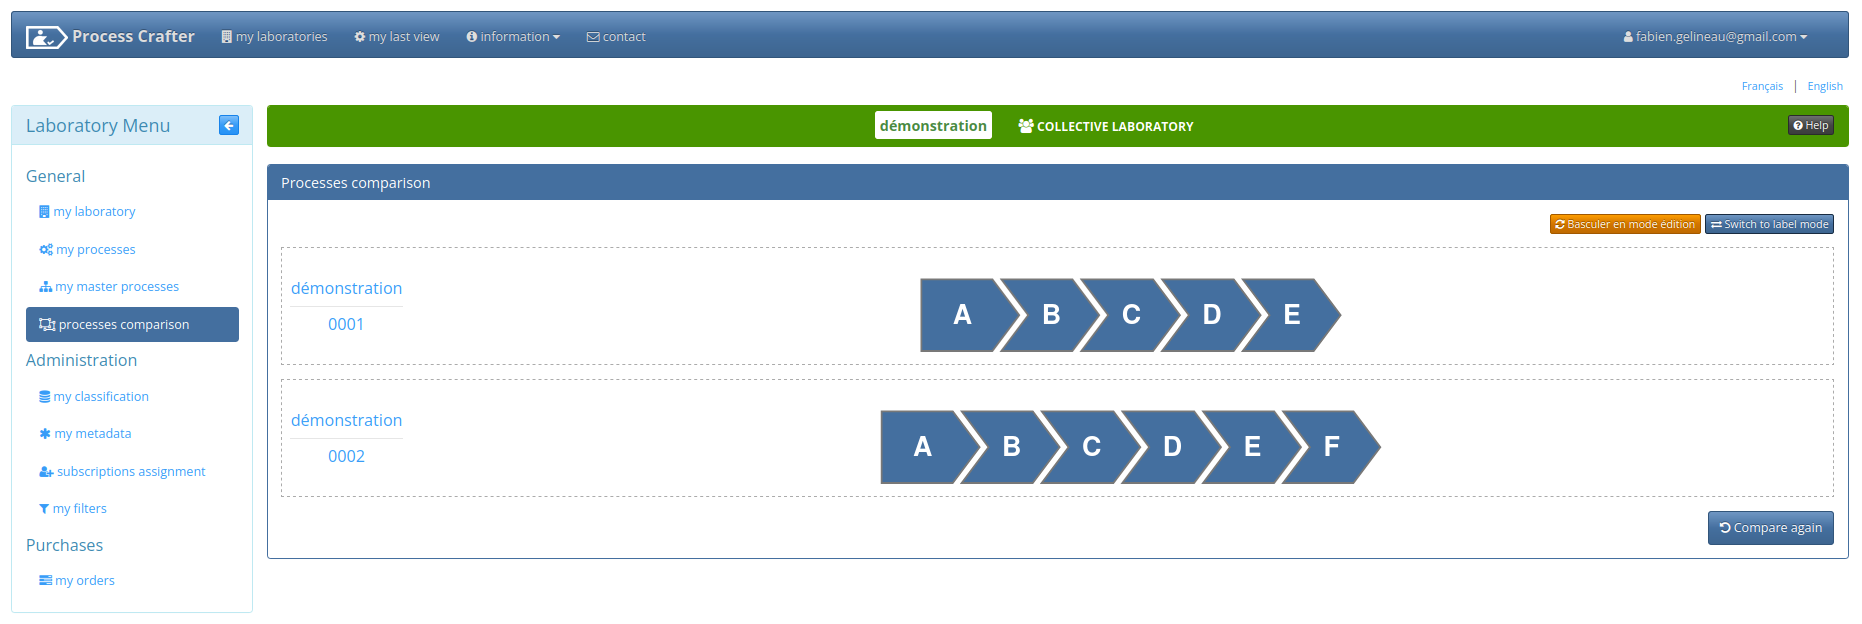 Process Crafter my laboratories my last view information contact fabien.gelineau@gmail.com
Français English
Laboratory Menu
General
my laboratory
my processes
my master processes
processes comparison
Administration
my classification
my metadata
subscriptions assignment
my filters
Purchases
my orders
démonstration COLLECTIVE LABORATORY Help
Processes comparison
Basculer en mode édition Switch to label mode
démonstration
0001
A B C D E
démonstration
0002
A B C D E F
Compare again